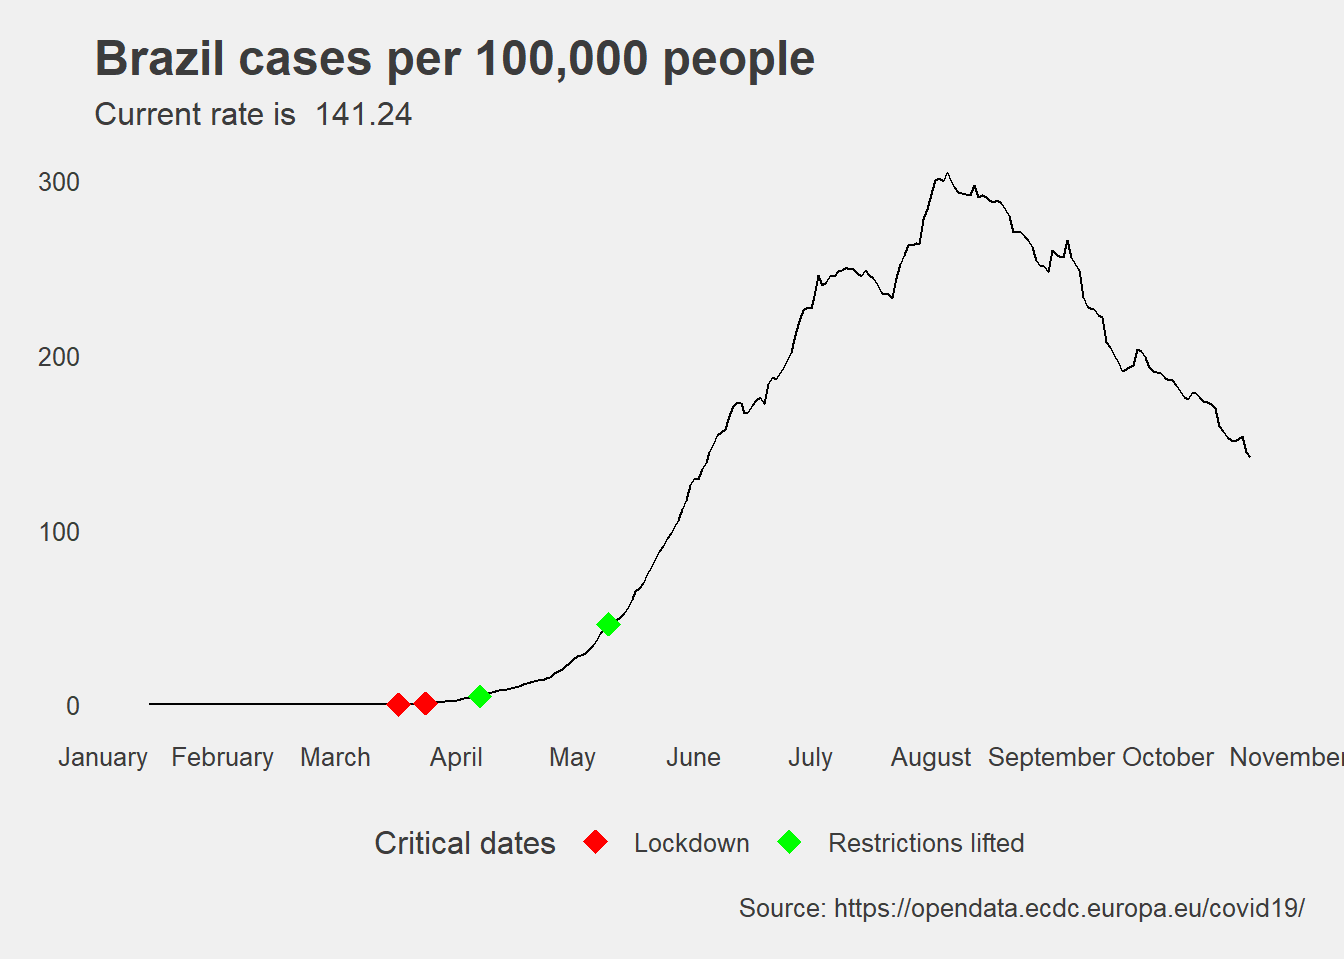 Brazil cases per 100,000 people
Current rate is  141.24
300
200
100
0
January February March April May June July August September October November
Critical dates Lockdown Restrictions lifted
Source: https://opendata.ecdc.europa.eu/covid19/